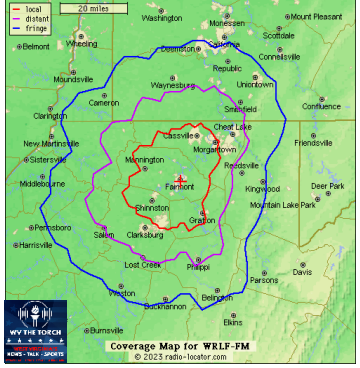 local
distant
fringe
20 miles
Washington
Monessen
Mount Pleasant
Scottdale
Belmont
Wheeling
Deemston
California
Connellsville
Republic
Moundsville
Waynesburg
Uniontown
Cameron
Smithfield
Confluence
Clarington
Cheat Lake
Cassville
Friendsville
New Martinsville
Morgantown
Sistersville
Mannington
Reedsville
Middlebourne
Fairmont
Kingwood
Deer Park
Mountain Lake Park
Shinnston
Grafton
Pennsboro
Salem
Clarksburg
Harrisville
Lost Creek
Philippi
Davis
Parsons
Weston
Belington
Buckhannon
Elkins
Burnsville
WV THE TORCH
WRLF WRLF
NEWS - TALK - SPORTS
Coverage Map for WRLF-FM
© 2023 radio-locator.com